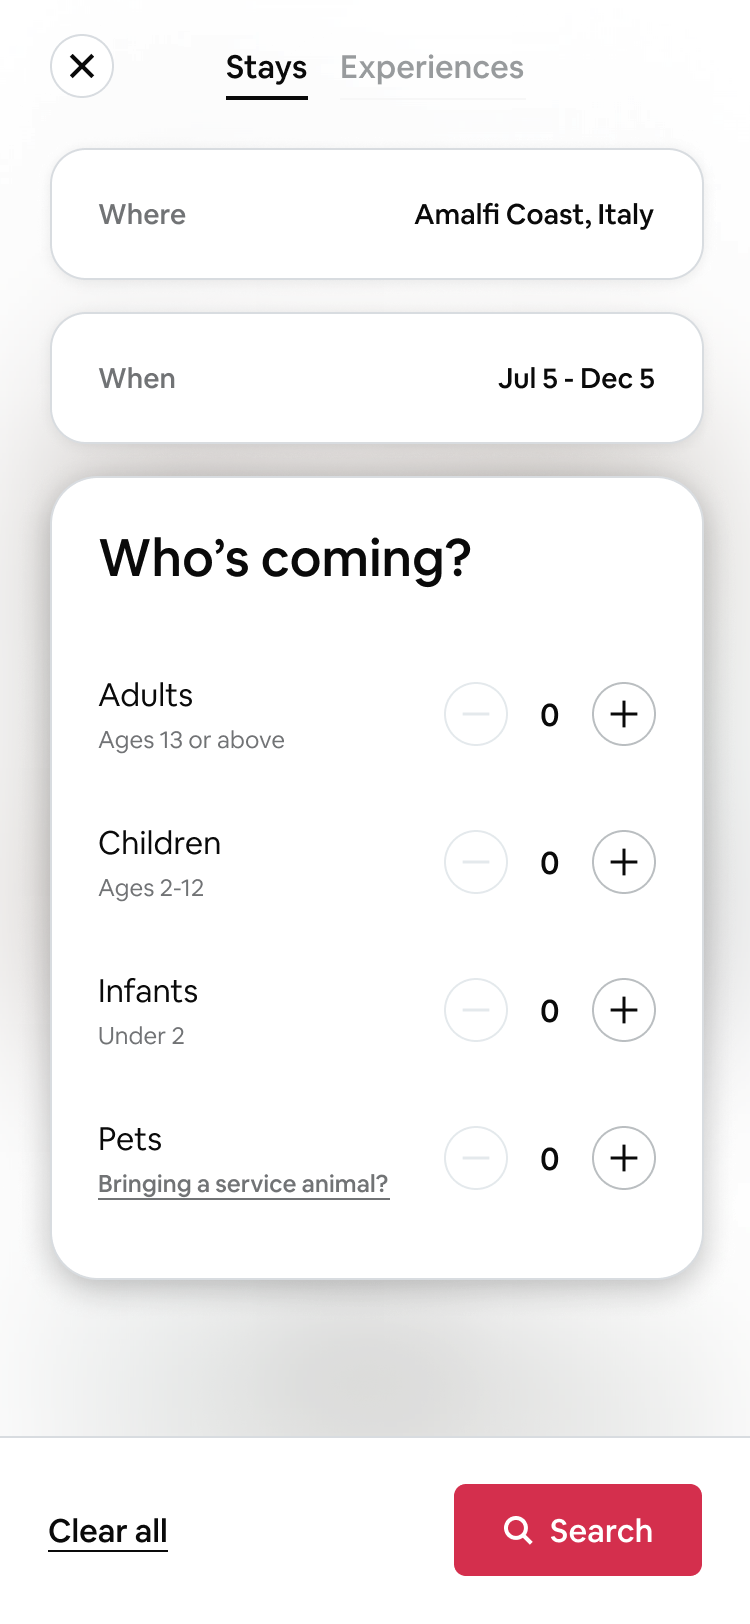 Stays Experiences
Where Amalfi Coast, Italy
When Jul 5 - Dec 5
Who’s coming?
Adults
Ages 13 or above
0
Children
Ages 2-12
0
Infants
Under 2
0
Pets
Bringing a service animal?
0
Clear all Search